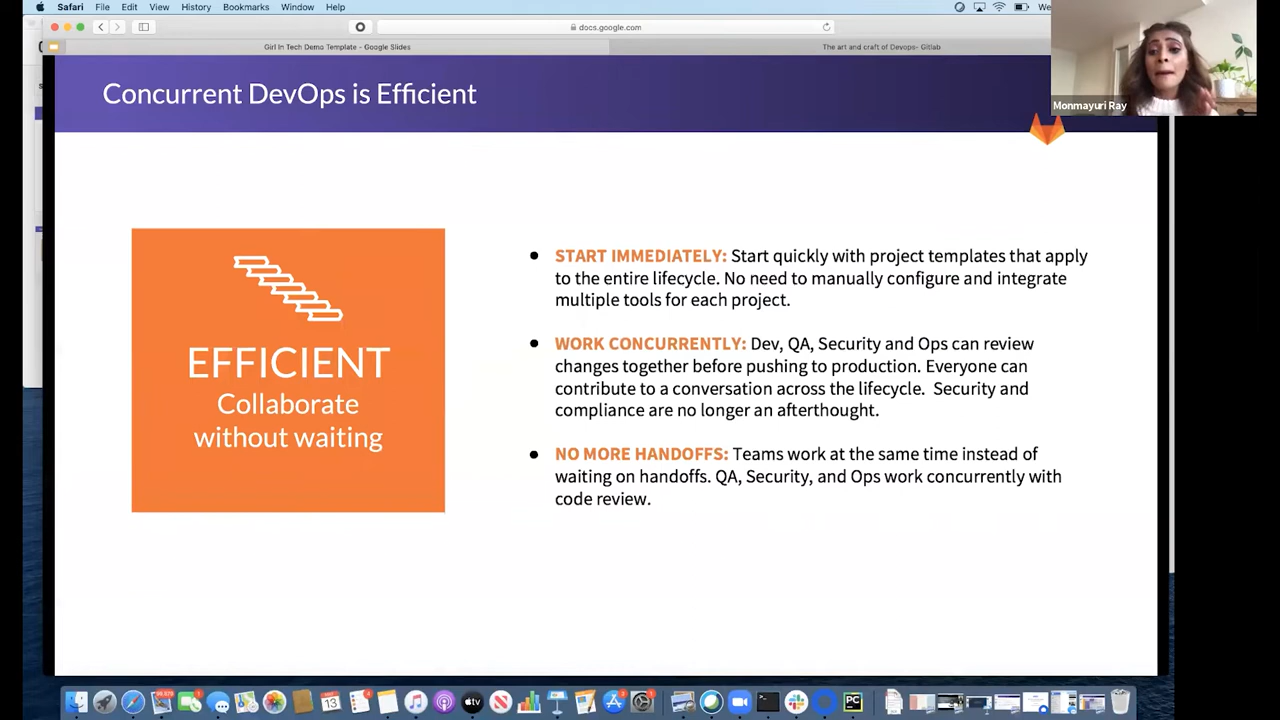 Safari File Edit View History Bookmarks Window Help
docs.google.com
Girl In Tech Demo Template - Google Slides
The art and craft of Devops- Gitlab
Monmayuri Ray
Concurrent DevOps is Efficient
EFFICIENT
Collaborate
without waiting
START IMMEDIATELY: Start quickly with project templates that apply
to the entire lifecycle. No need to manually configure and integrate
multiple tools for each project.
WORK CONCURRENTLY: Dev, QA, Security and Ops can review
changes together before pushing to production. Everyone can
contribute to a conversation across the lifecycle. Security and
compliance are no longer an afterthought.
NO MORE HANDOFFS: Teams work at the same time instead of
waiting on handoffs. QA, Security, and Ops work concurrently with
code review.